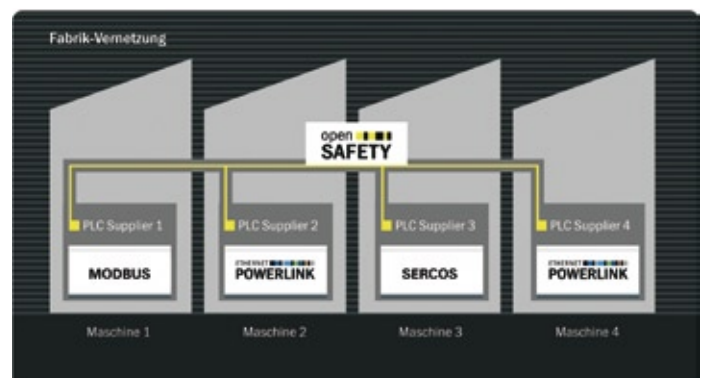 Fabrik-Vernetzung
open
SAFETY
PLC Supplier 1
PLC Supplier 2
PLC Supplier 3
PLC Supplier 4
MODBUS
ETHERNET
POWERLINK
SERCOS
ETHERNET
POWERLINK
Maschine 1
Maschine 2
Maschine 3
Maschine 4